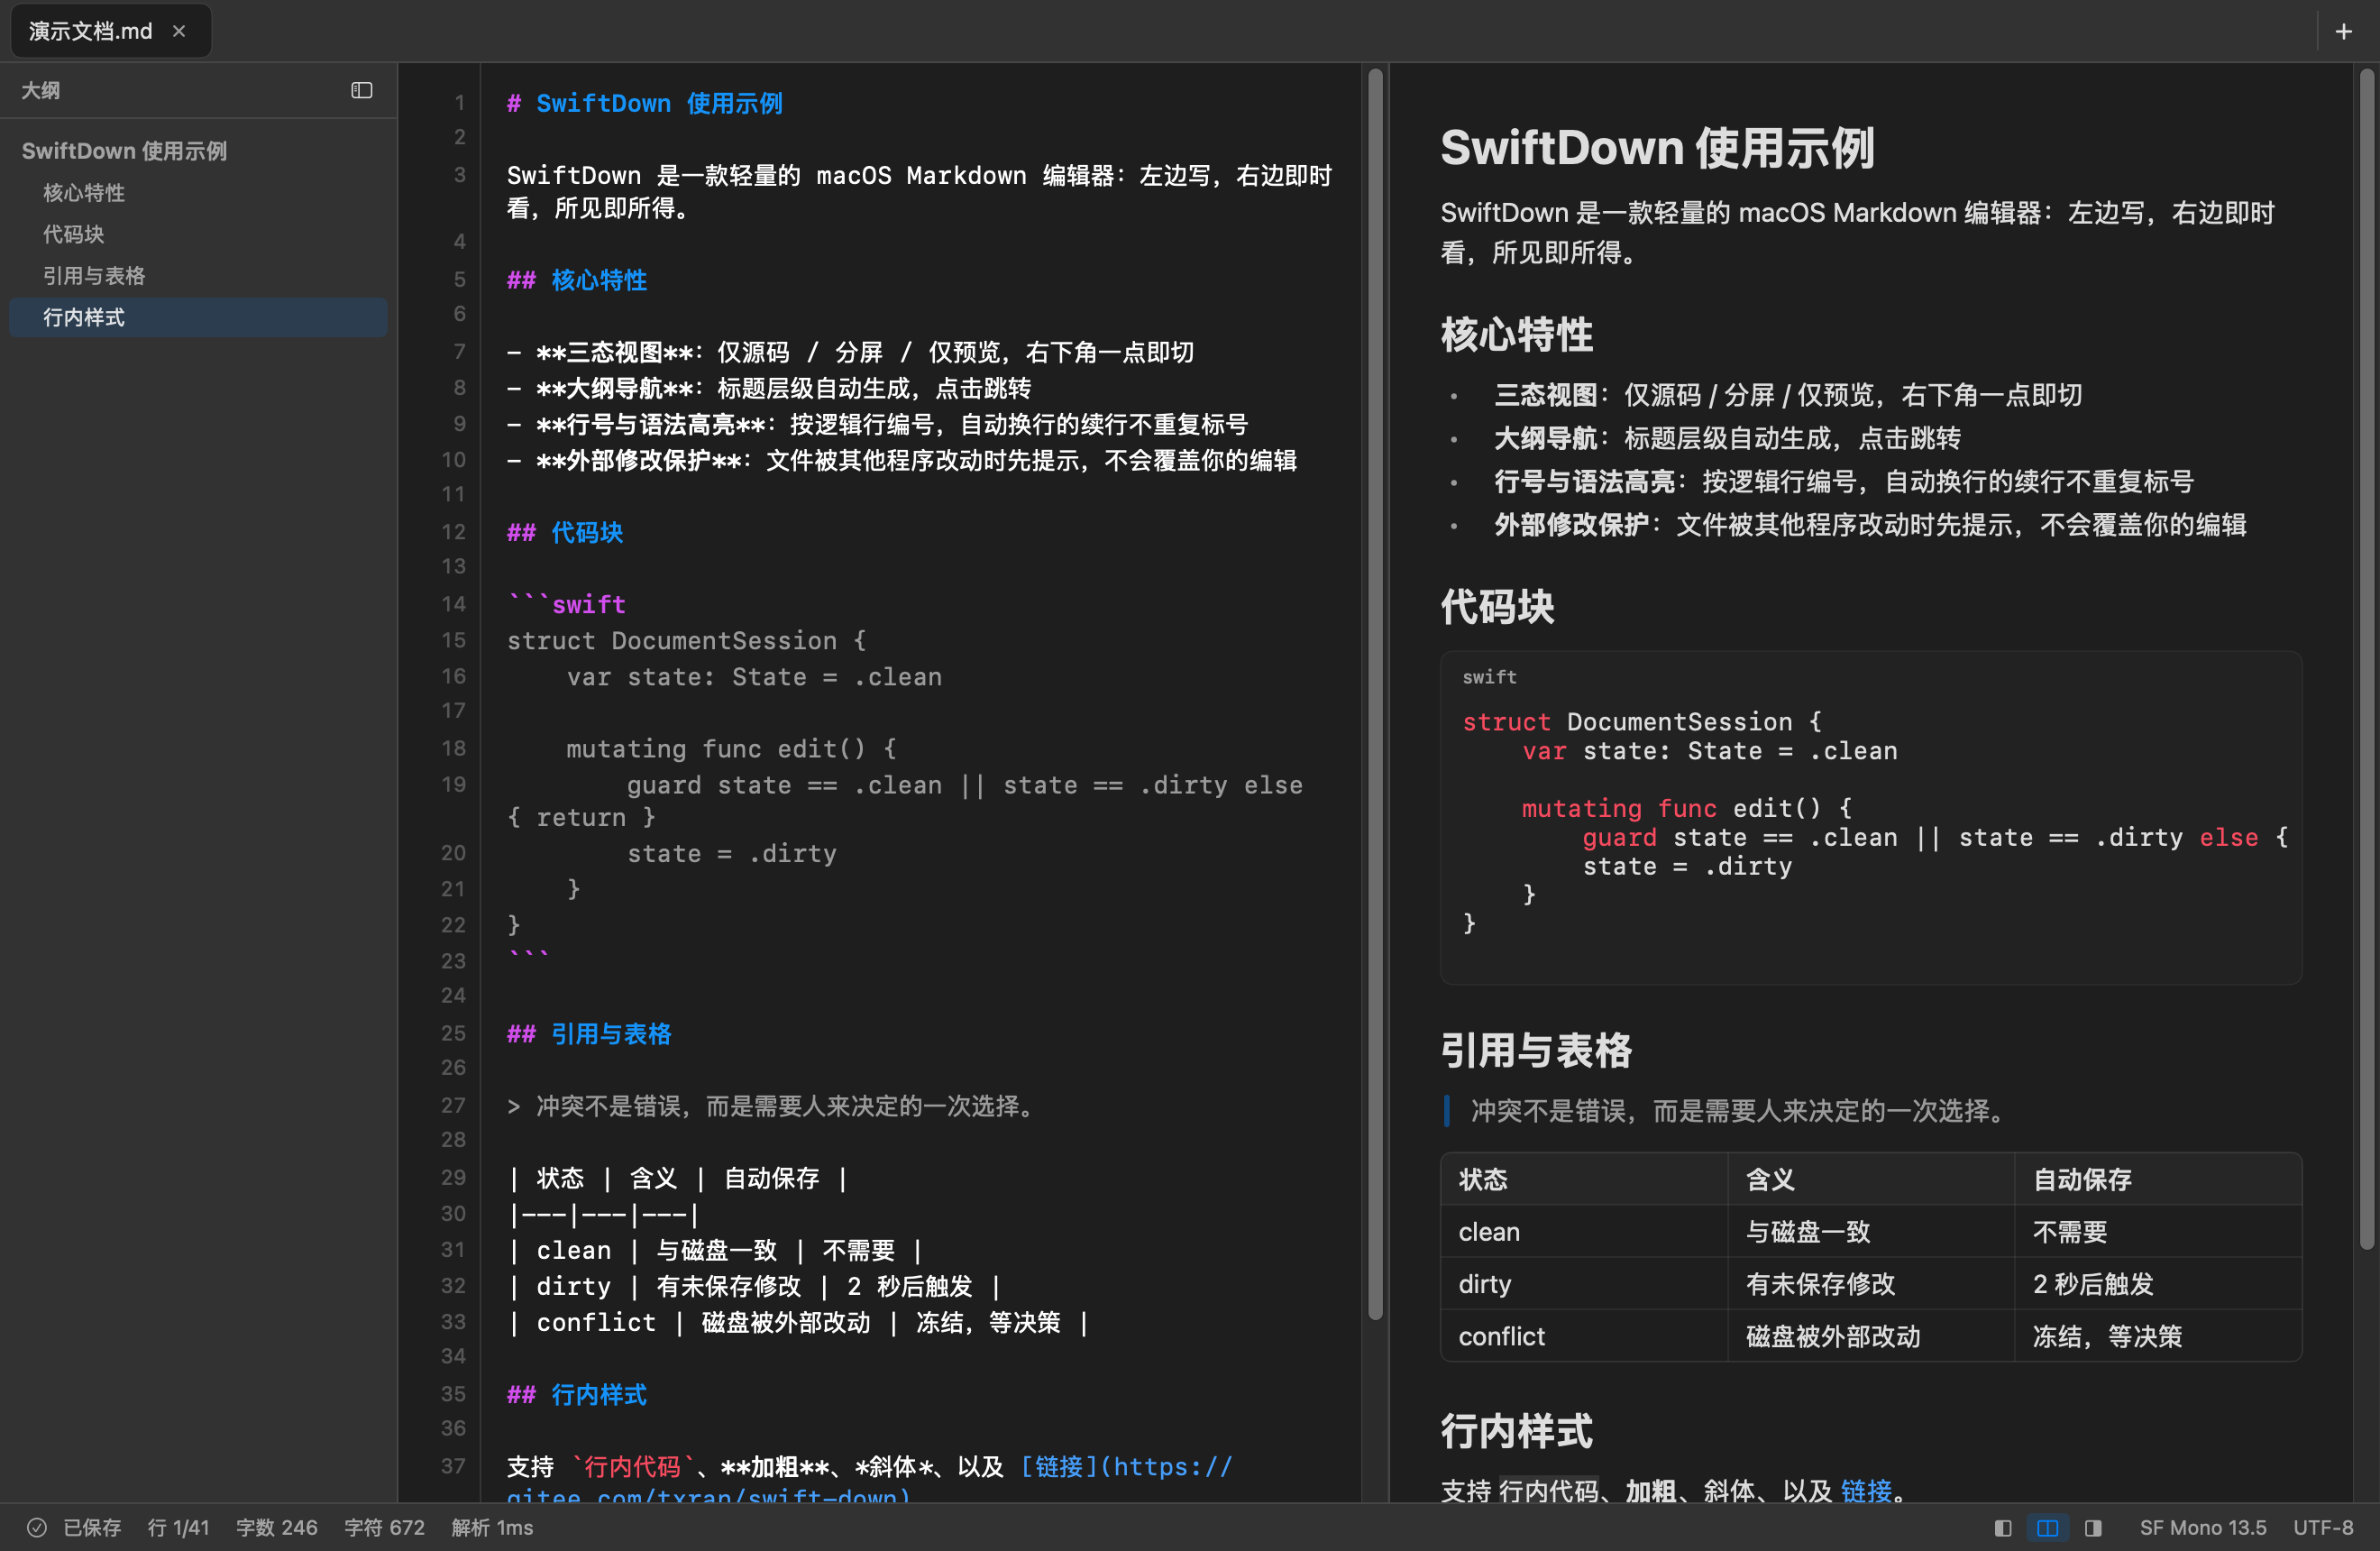 演示文档.md
大纲
SwiftDown 使用示例
核心特性
代码块
引用与表格
行内样式
1 # SwiftDown 使用示例
2
3 SwiftDown 是一款轻量的 macOS Markdown 编辑器：左边写，右边即时
看，所见即所得。
4
5 ## 核心特性
6
7 - **三态视图**：仅源码 / 分屏 / 仅预览，右下角一点即切
8 - **大纲导航**：标题层级自动生成，点击跳转
9 - **行号与语法高亮**：按逻辑行编号，自动换行的续行不重复标号
10 - **外部修改保护**：文件被其他程序改动时先提示，不会覆盖你的编辑
11
12 ## 代码块
13
14 ```swift
15 struct DocumentSession {
16     var state: State = .clean
17
18     mutating func edit() {
19         guard state == .clean || state == .dirty else
{ return }
20         state = .dirty
21     }
22 }
23 ```
24
25 ## 引用与表格
26
27 > 冲突不是错误，而是需要人来决定的一次选择。
28
29 | 状态 | 含义 | 自动保存 |
30 |---|---|---|
31 | clean | 与磁盘一致 | 不需要 |
32 | dirty | 有未保存修改 | 2 秒后触发 |
33 | conflict | 磁盘被外部改动 | 冻结，等决策 |
34
35 ## 行内样式
36
37 支持 `行内代码`、**加粗**、*斜体*、以及 [链接](https://
gitee.com/txran/swift-down)
SwiftDown 使用示例
SwiftDown 是一款轻量的 macOS Markdown 编辑器：左边写，右边即时
看，所见即所得。
核心特性
• 三态视图：仅源码 / 分屏 / 仅预览，右下角一点即切
• 大纲导航：标题层级自动生成，点击跳转
• 行号与语法高亮：按逻辑行编号，自动换行的续行不重复标号
• 外部修改保护：文件被其他程序改动时先提示，不会覆盖你的编辑
代码块
swift
struct DocumentSession {
    var state: State = .clean
    mutating func edit() {
        guard state == .clean || state == .dirty else {
        state = .dirty
    }
}
引用与表格
冲突不是错误，而是需要人来决定的一次选择。
状态 含义 自动保存
clean 与磁盘一致 不需要
dirty 有未保存修改 2 秒后触发
conflict 磁盘被外部改动 冻结，等决策
行内样式
支持 行内代码、加粗、斜体、以及 链接。
已保存 行 1/41 字数 246 字符 672 解析 1ms SF Mono 13.5 UTF-8